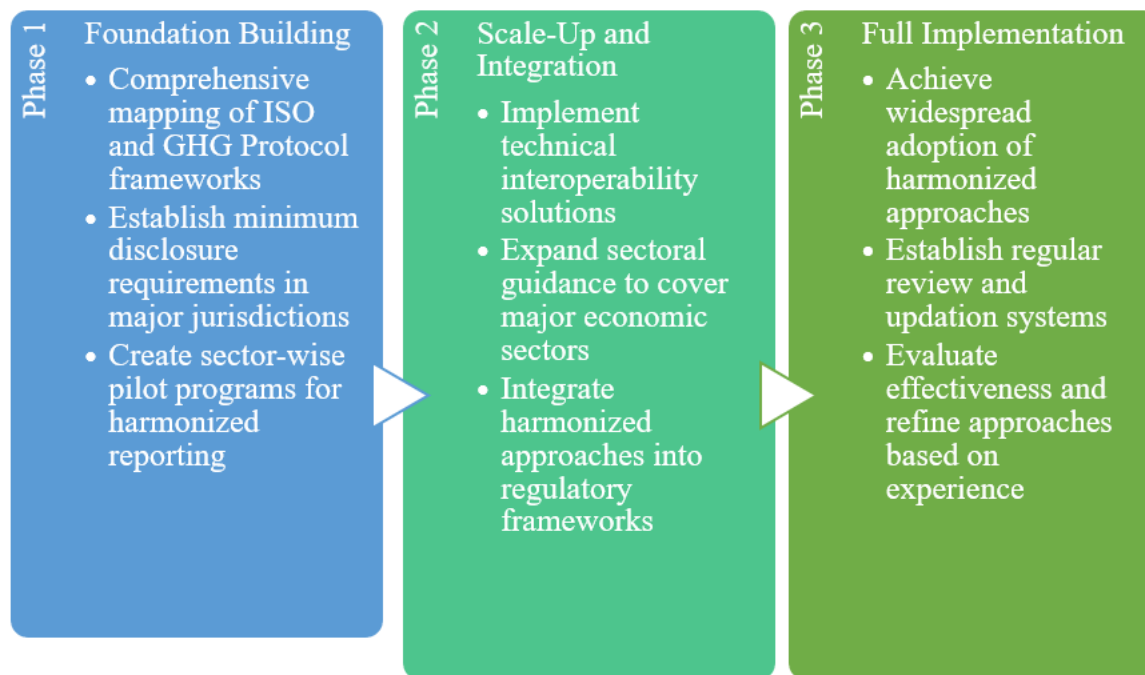 Phase 1
Foundation Building
• Comprehensive
mapping of ISO
and GHG Protocol
frameworks
• Establish minimum
disclosure
requirements in
major jurisdictions
• Create sector-wise
pilot programs for
harmonized
reporting
Phase 2
Scale-Up and
Integration
• Implement
technical
interoperability
solutions
• Expand sectoral
guidance to cover
major economic
sectors
• Integrate
harmonized
approaches into
regulatory
frameworks
Phase 3
Full Implementation
• Achieve
widespread
adoption of
harmonized
approaches
• Establish regular
review and
updation systems
• Evaluate
effectiveness and
refine approaches
based on
experience